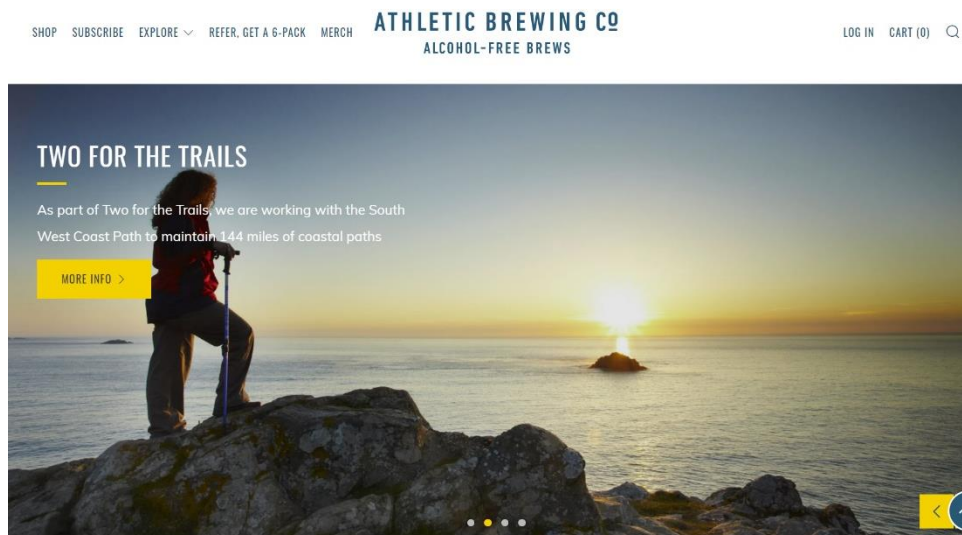 SHOP SUBSCRIBE EXPLORE REFER, GET A 6-PACK MERCH
ATHLETIC BREWING CO
ALCOHOL-FREE BREWS
LOG IN CART (0)
TWO FOR THE TRAILS
As part of Two for the Trails, we are working with the South
West Coast Path to maintain 144 miles of coastal paths
MORE INFO